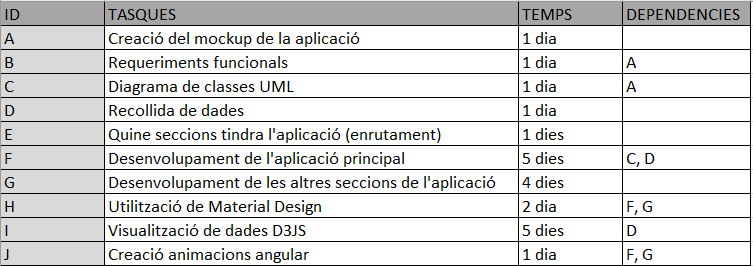 ID TASQUES TEMPS DEPENDENCIES
A Creació del mockup de la aplicació 1 dia
B Requeriments funcionals 1 dia A
C Diagrama de classes UML 1 dia A
D Recollida de dades 1 dia
E Quine seccions tindra l'aplicació (enrutament) 1 dies
F Desenvolupament de l'aplicació principal 5 dies C, D
G Desenvolupament de les altres seccions de l'aplicació 4 dies
H Utilització de Material Design 2 dia F, G
I Visualització de dades D3JS 5 dies D
J Creació animacions angular 1 dia F, G